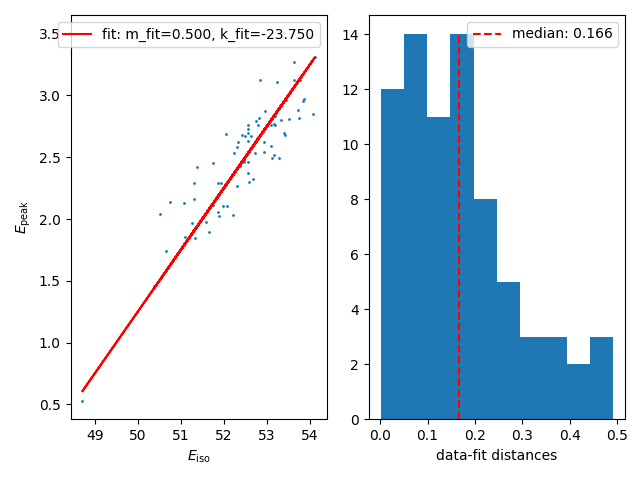 fit: m_fit=0.500, k_fit=-23.750
3.5
3.0
2.5
2.0
1.5
1.0
0.5
E_peak
49 50 51 52 53 54
E_iso
median: 0.166
14
12
10
8
6
4
2
0
0.0 0.1 0.2 0.3 0.4 0.5
data-fit distances